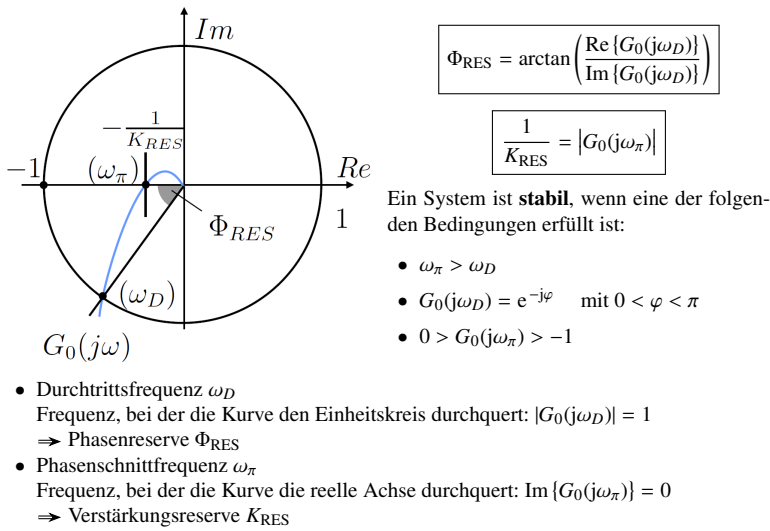 Im
−1/K_RES
−1
(ω_π)
Re
1
Φ_RES
(ω_D)
G_0(jω)
Φ_RES = arctan(Re {G_0(jω_D)} / Im {G_0(jω_D)})
1/K_RES = |G_0(jω_π)|
Ein System ist stabil, wenn eine der folgen-
den Bedingungen erfüllt ist:
• ω_π > ω_D
• G_0(jω_D) = e^{−jφ} mit 0 < φ < π
• 0 > G_0(jω_π) > −1
• Durchtrittsfrequenz ω_D
Frequenz, bei der die Kurve den Einheitskreis durchquert: |G_0(jω_D)| = 1
⇒ Phasenreserve Φ_RES
• Phasenschnittfrequenz ω_π
Frequenz, bei der die Kurve die reelle Achse durchquert: Im {G_0(jω_π)} = 0
⇒ Verstärkungsreserve K_RES